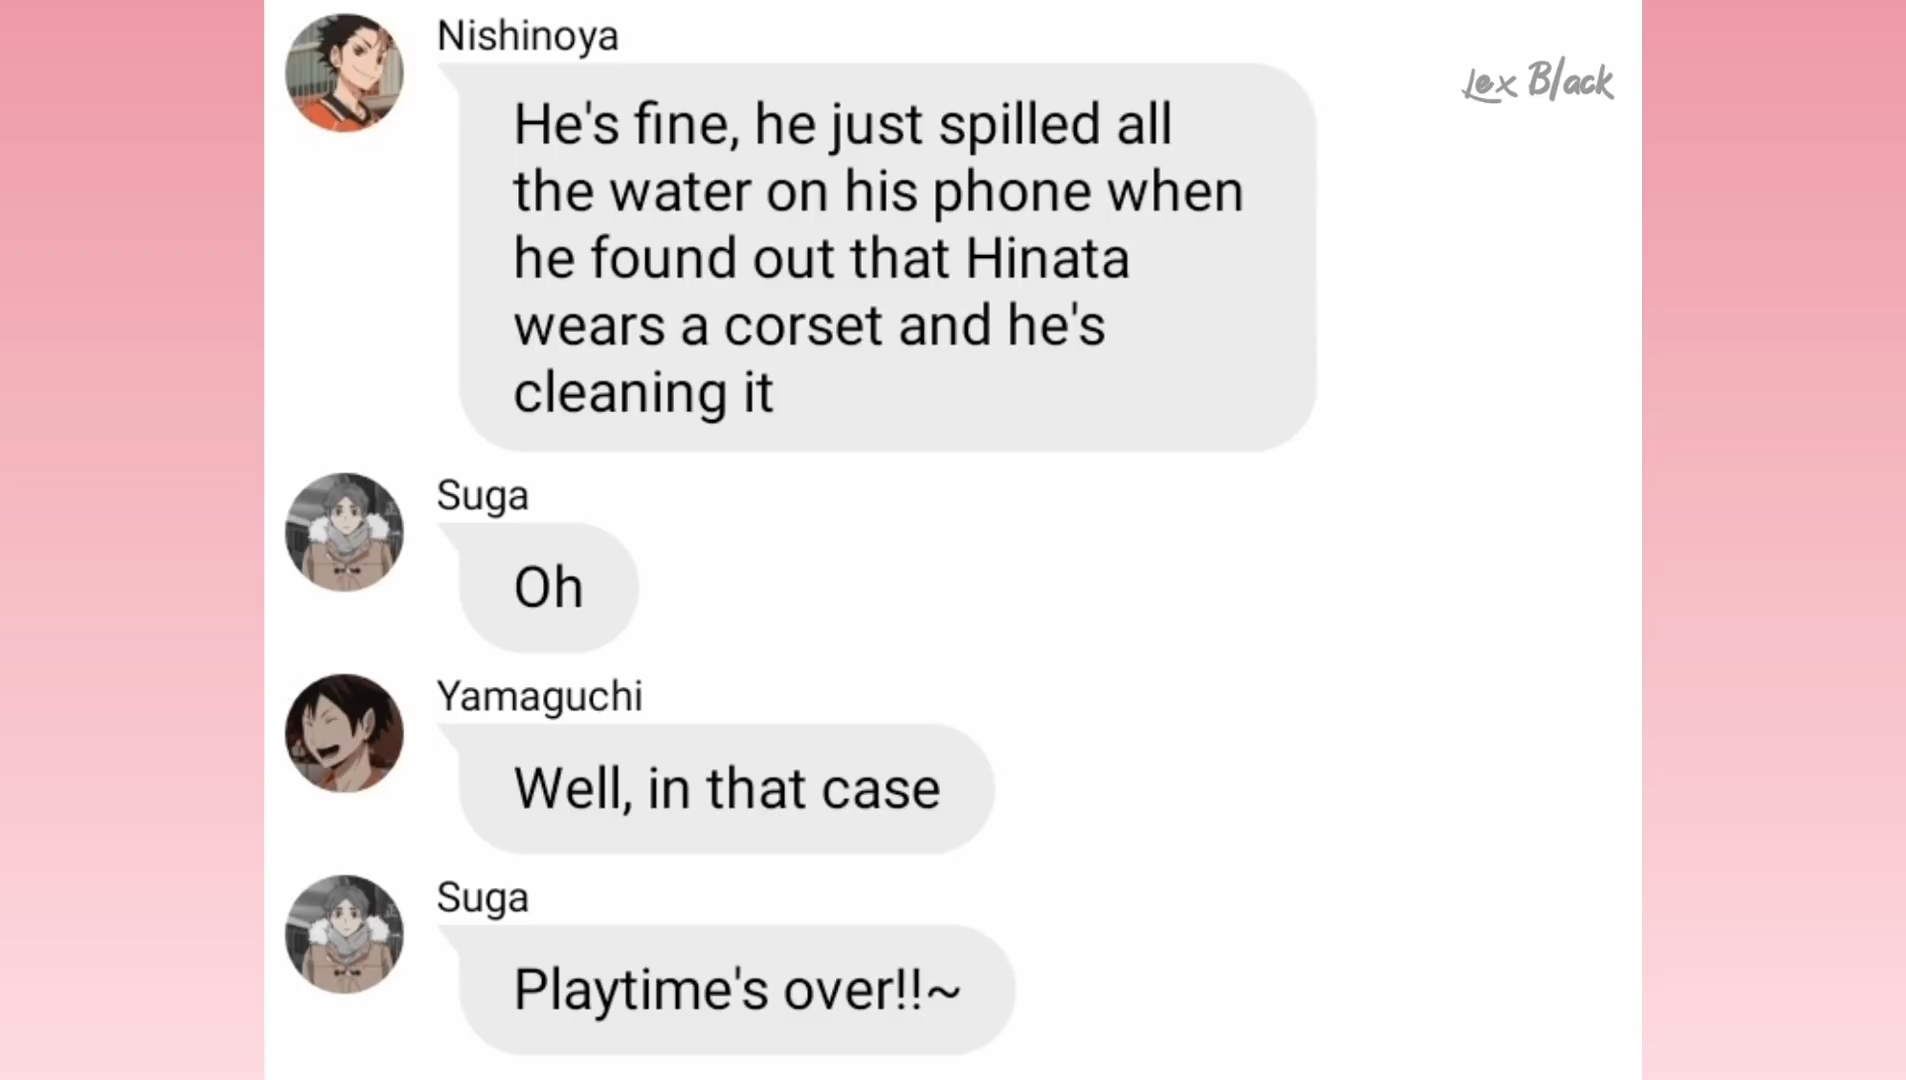 Nishinoya
Lex Black
He's fine, he just spilled all
the water on his phone when
he found out that Hinata
wears a corset and he's
cleaning it
Suga
Oh
Yamaguchi
Well, in that case
Suga
Playtime's over!!~